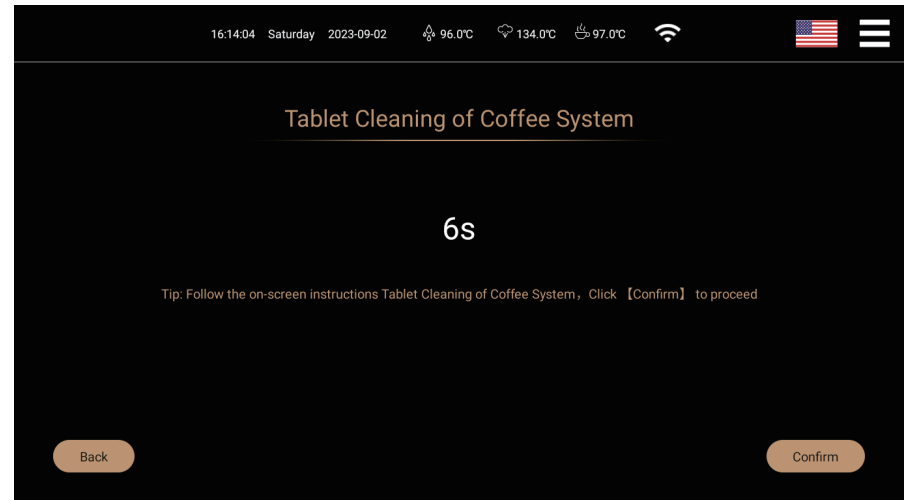 16:14:04 Saturday 2023-09-02 96.0℃ 134.0℃ 97.0℃
Tablet Cleaning of Coffee System
6s
Tip: Follow the on-screen instructions Tablet Cleaning of Coffee System，Click 【Confirm】 to proceed
Back Confirm